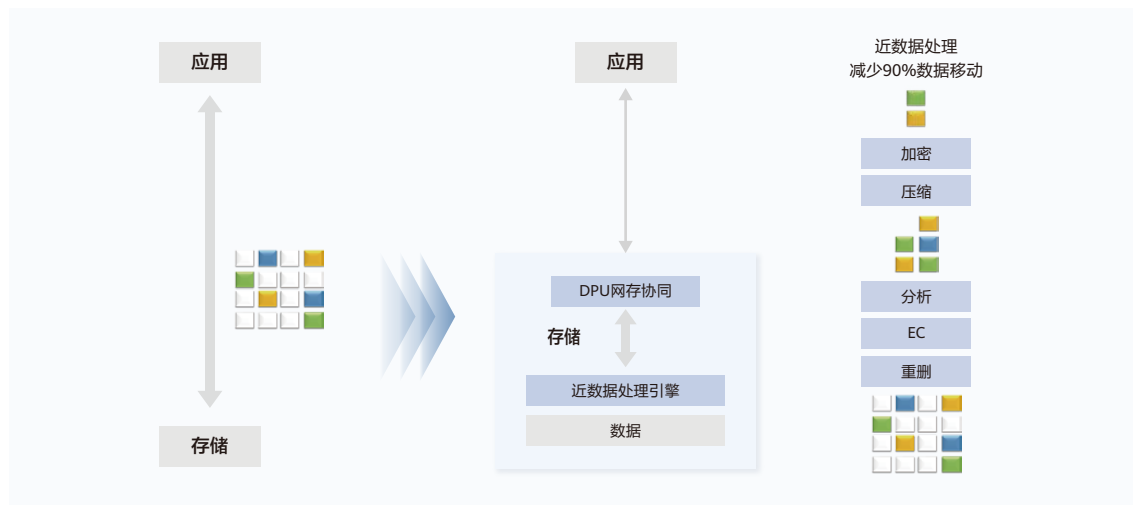 应用
存储
应用
DPU网存协同
存储
近数据处理引擎
数据
近数据处理
减少90%数据移动
加密
压缩
分析
EC
重删